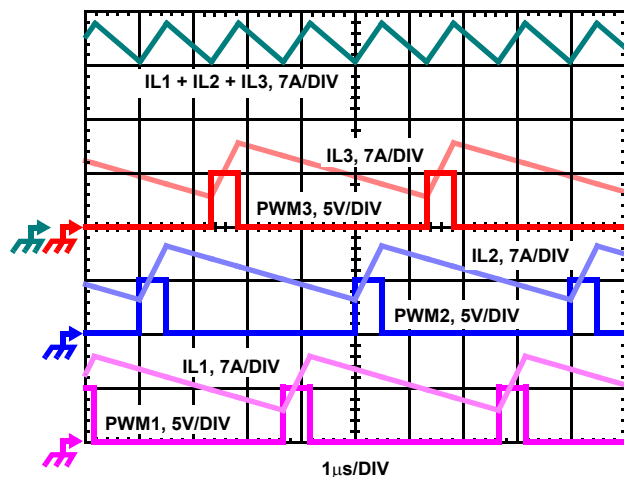 IL1 + IL2 + IL3, 7A/DIV
IL3, 7A/DIV
PWM3, 5V/DIV
IL2, 7A/DIV
PWM2, 5V/DIV
IL1, 7A/DIV
PWM1, 5V/DIV
1μs/DIV